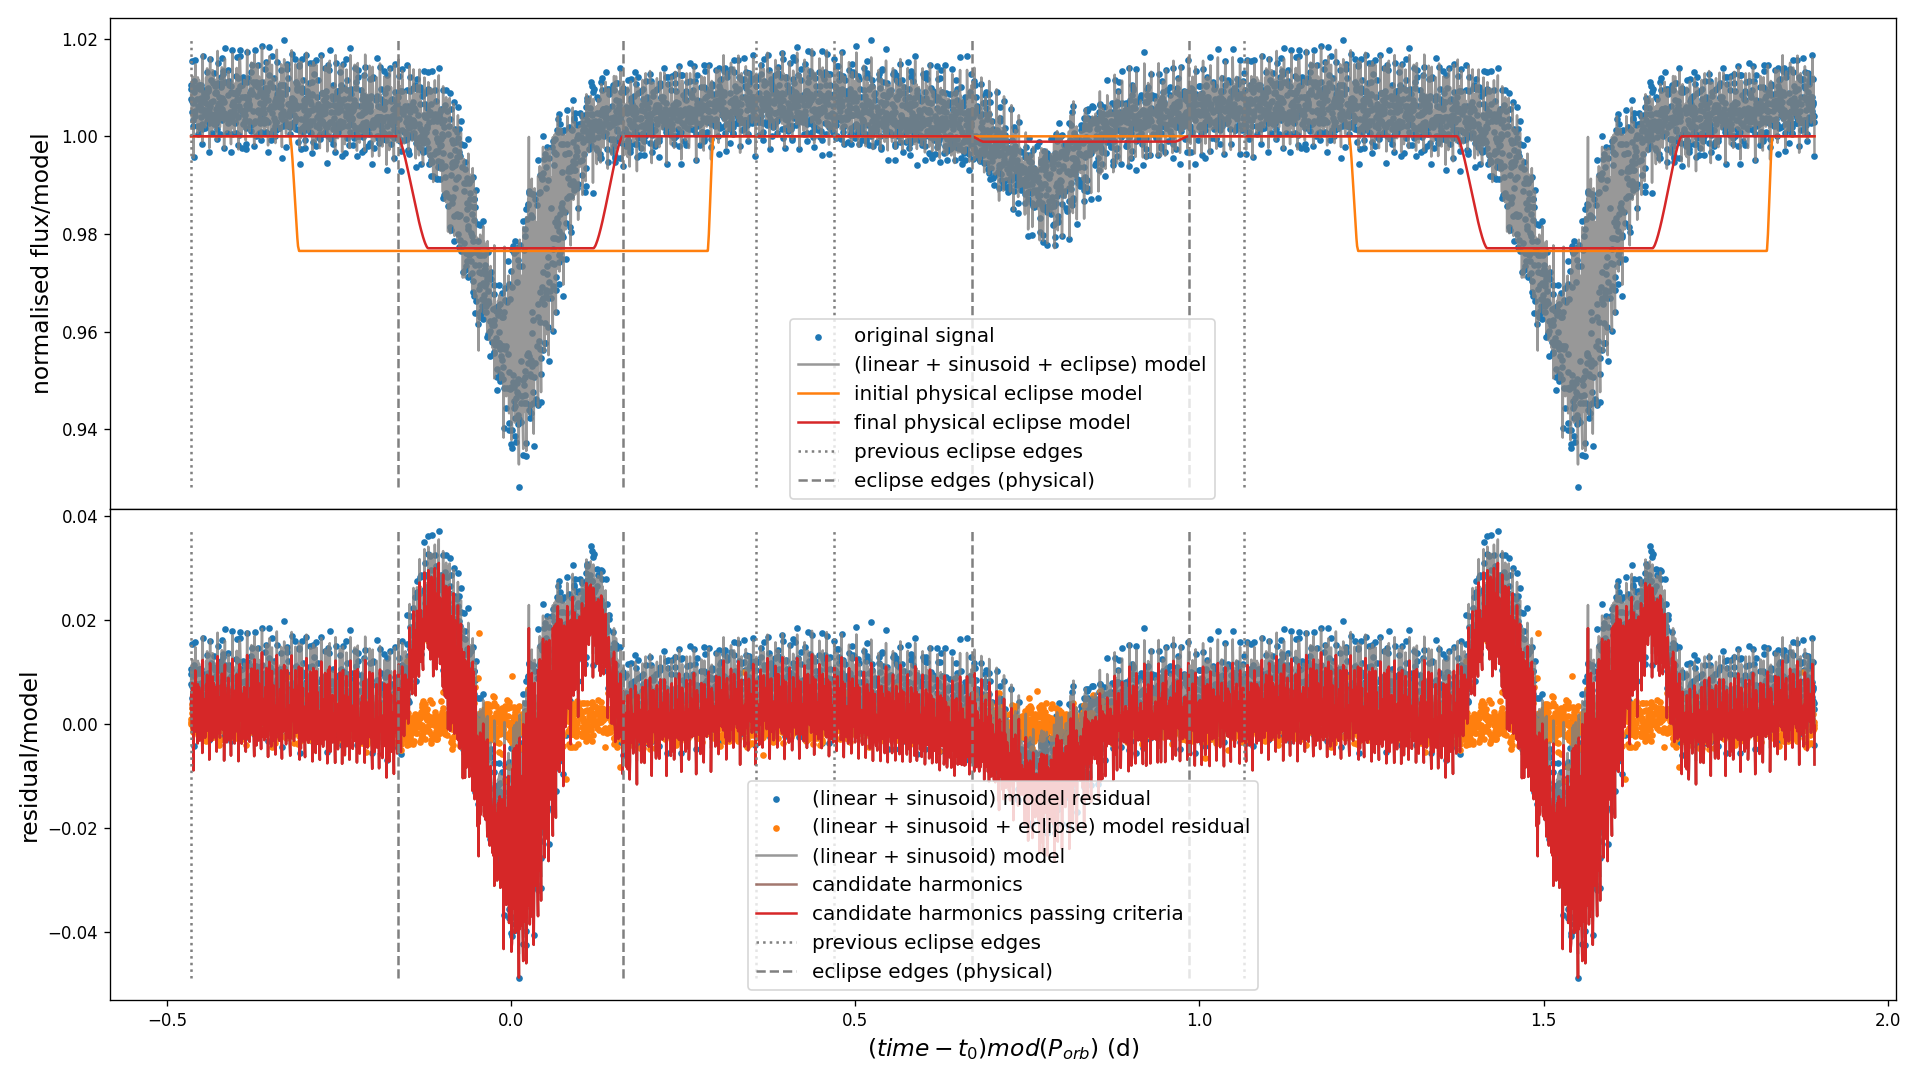 1.02
1.00
0.98
0.96
0.94
normalised flux/model
original signal
(linear + sinusoid + eclipse) model
initial physical eclipse model
final physical eclipse model
previous eclipse edges
eclipse edges (physical)
0.04
0.02
0.00
−0.02
−0.04
residual/model
(linear + sinusoid) model residual
(linear + sinusoid + eclipse) model residual
(linear + sinusoid) model
candidate harmonics
candidate harmonics passing criteria
previous eclipse edges
eclipse edges (physical)
−0.5 0.0 0.5 1.0 1.5 2.0
(time − t₀)mod(P_orb) (d)